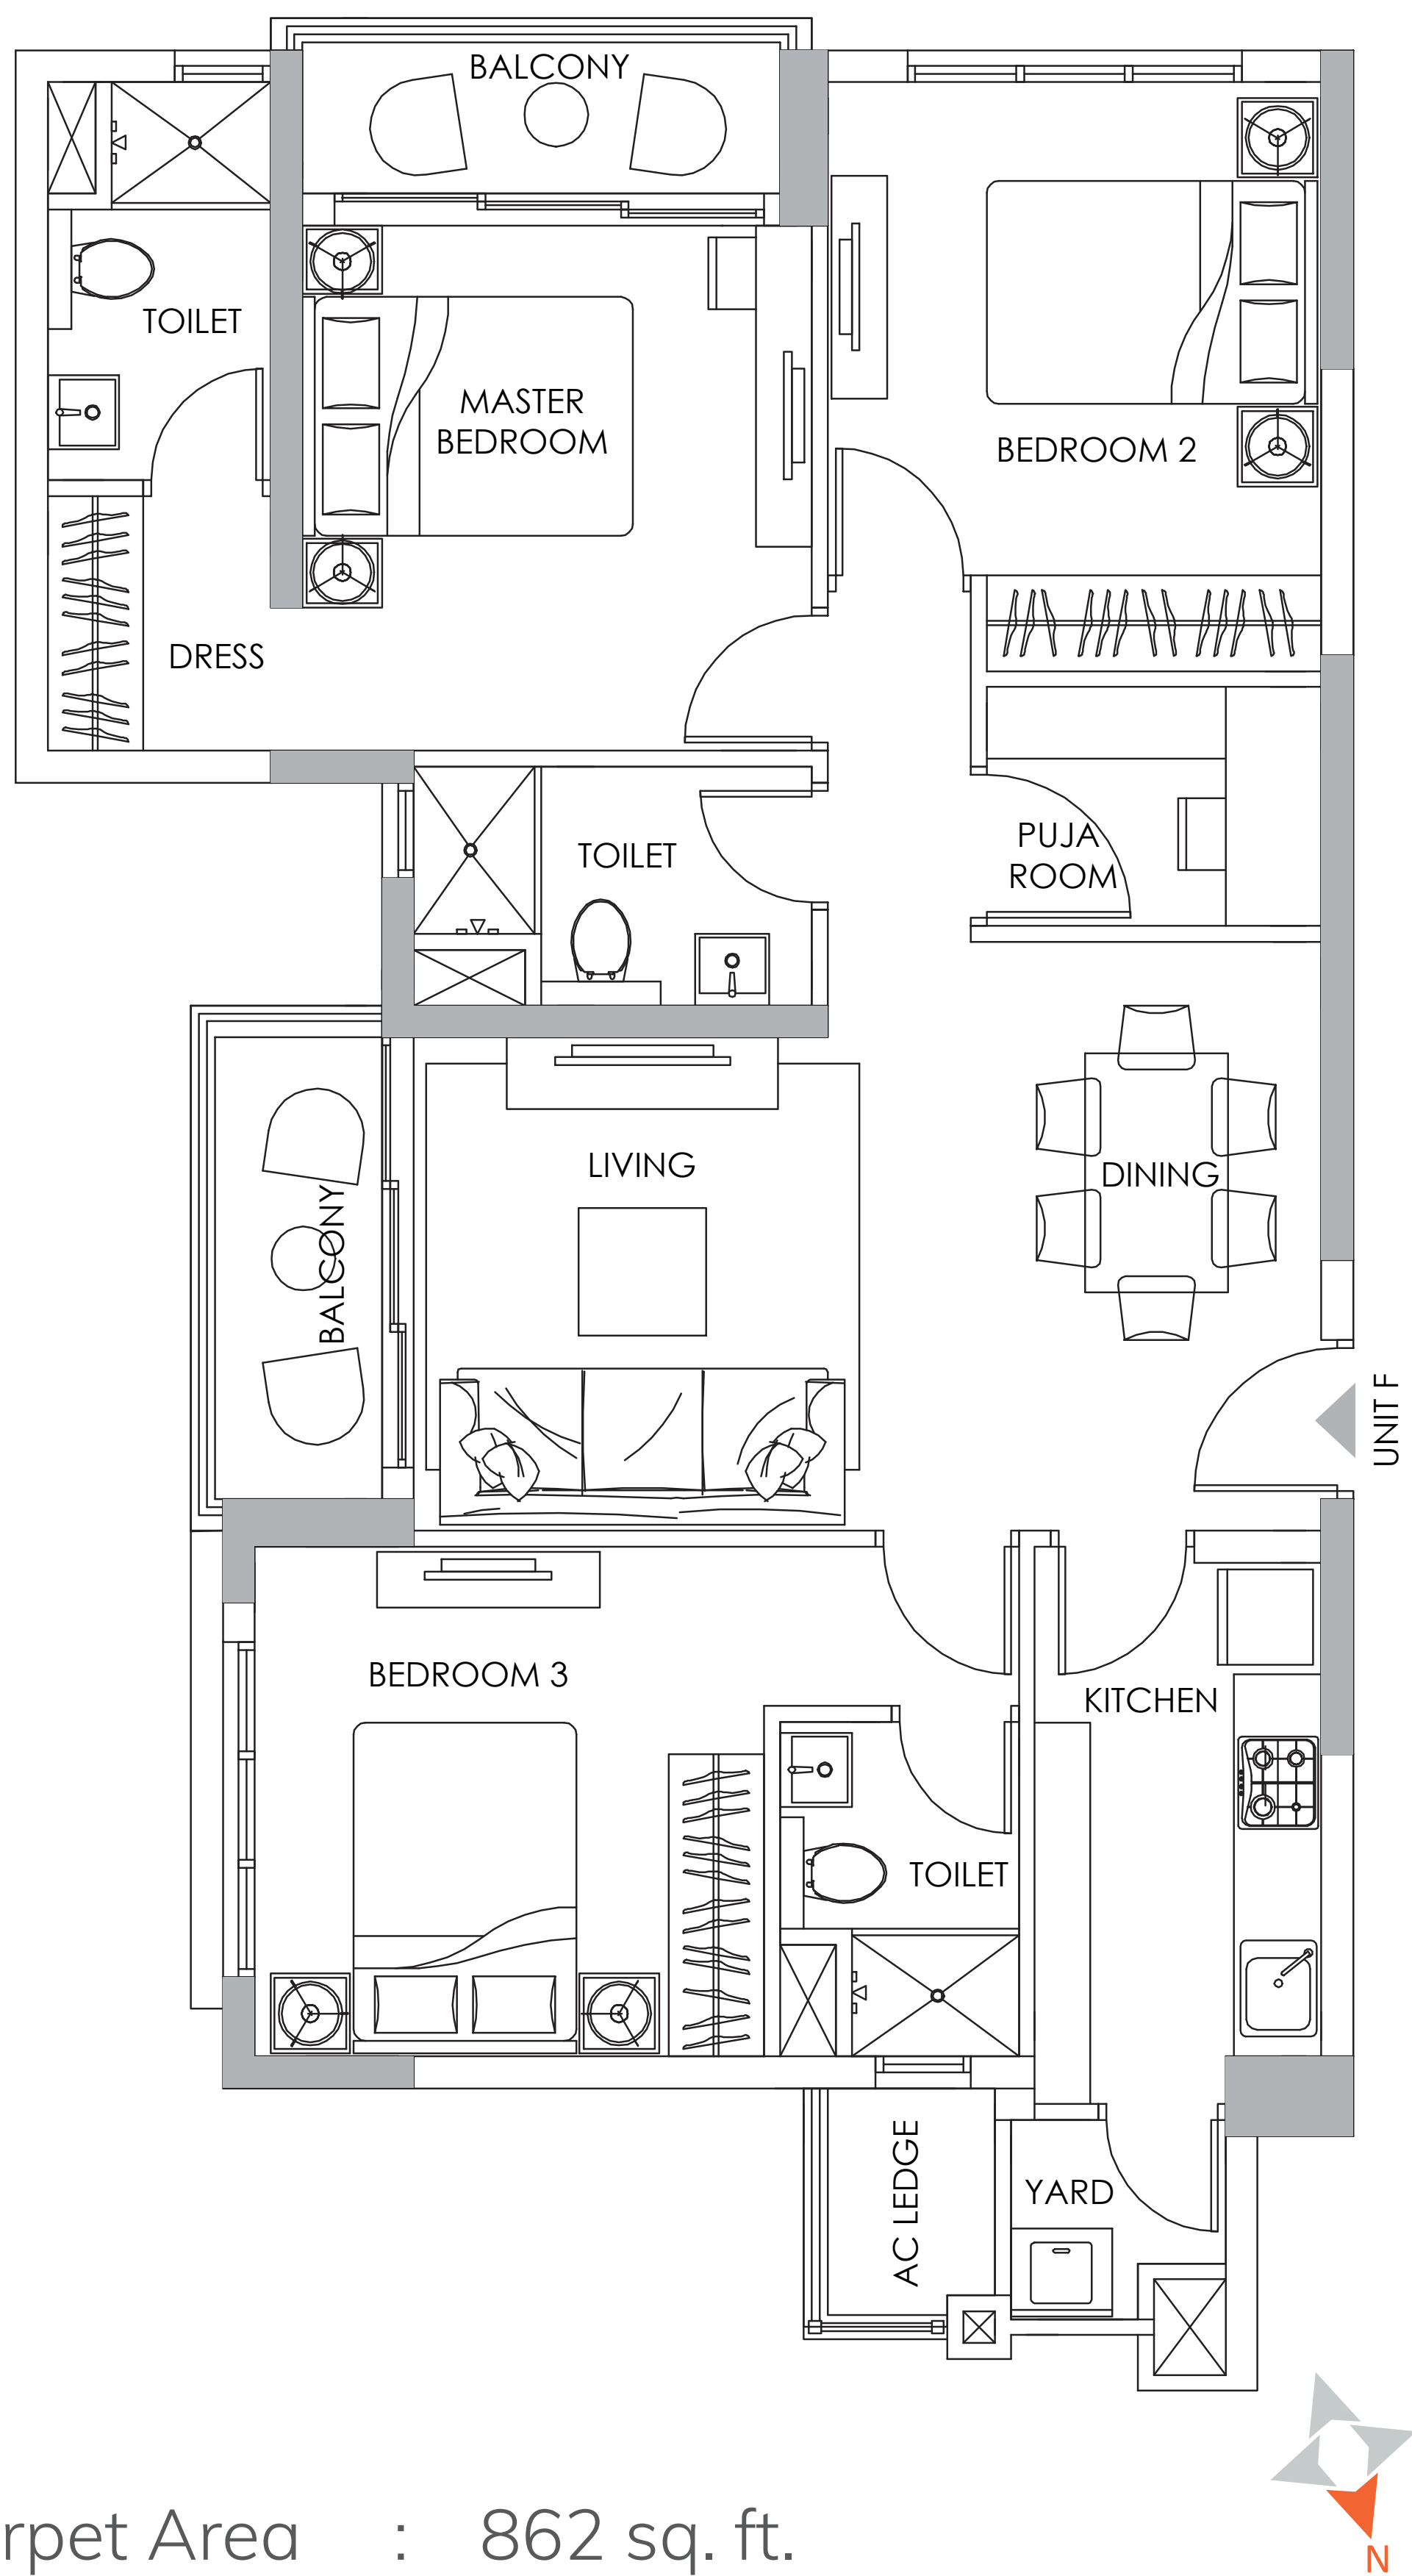 BALCONY
TOILET
MASTER
BEDROOM
BEDROOM 2
DRESS
PUJA
ROOM
TOILET
LIVING
DINING
BALCONY
UNIT F
BEDROOM 3
KITCHEN
TOILET
AC LEDGE
YARD
rpet Area : 862 sq. ft.
N